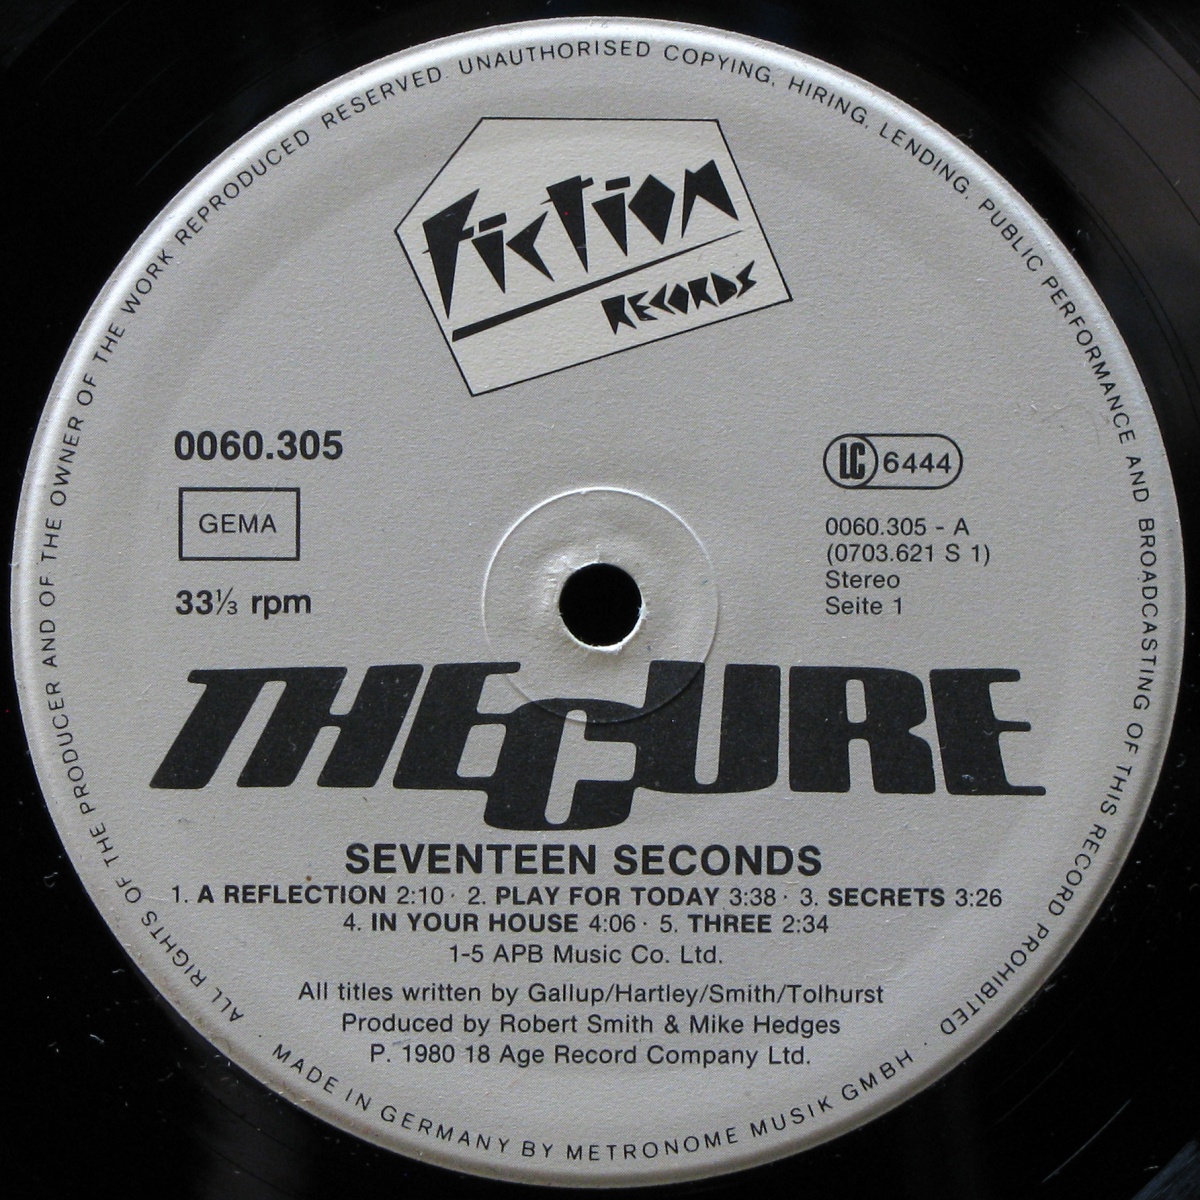 Fiction
RECORDS
0060.305
GEMA
33⅓ rpm
LC 6444
0060.305 - A
(0703.621 S 1)
Stereo
Seite 1
THE CURE
SEVENTEEN SECONDS
1. A REFLECTION 2:10 · 2. PLAY FOR TODAY 3:38 · 3. SECRETS 3:26
4. IN YOUR HOUSE 4:06 · 5. THREE 2:34
1-5 APB Music Co. Ltd.
All titles written by Gallup/Hartley/Smith/Tolhurst
Produced by Robert Smith & Mike Hedges
P. 1980 18 Age Record Company Ltd.
ALL RIGHTS OF THE PRODUCER AND OF THE OWNER OF THE WORK REPRODUCED RESERVED. UNAUTHORISED COPYING, HIRING, LENDING, PUBLIC PERFORMANCE AND BROADCASTING OF THIS RECORD PROHIBITED ·
MADE IN GERMANY BY METRONOME MUSIK GMBH ·